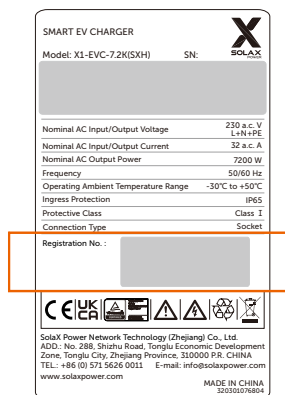 SMART EV CHARGER
SOLAX
POWER
Model: X1-EVC-7.2K(SXH) SN:
Nominal AC Input/Output Voltage 230 a.c. V
L+N+PE
Nominal AC Input/Output Current 32 a.c. A
Nominal AC Output Power 7200 W
Frequency 50/60 Hz
Operating Ambient Temperature Range -30°C to +50°C
Ingress Protection IP65
Protective Class Class I
Connection Type Socket
Registration No. :
CE UK
CA
SolaX Power Network Technology (Zhejiang) Co., Ltd.
ADD.: No. 288, Shizhu Road, Tonglu Economic Development
Zone, Tonglu City, Zhejiang Province, 310000 P.R. CHINA
TEL.: +86 (0) 571 5626 0011 E-mail: info@solaxpower.com
www.solaxpower.com
MADE IN CHINA
320301076804